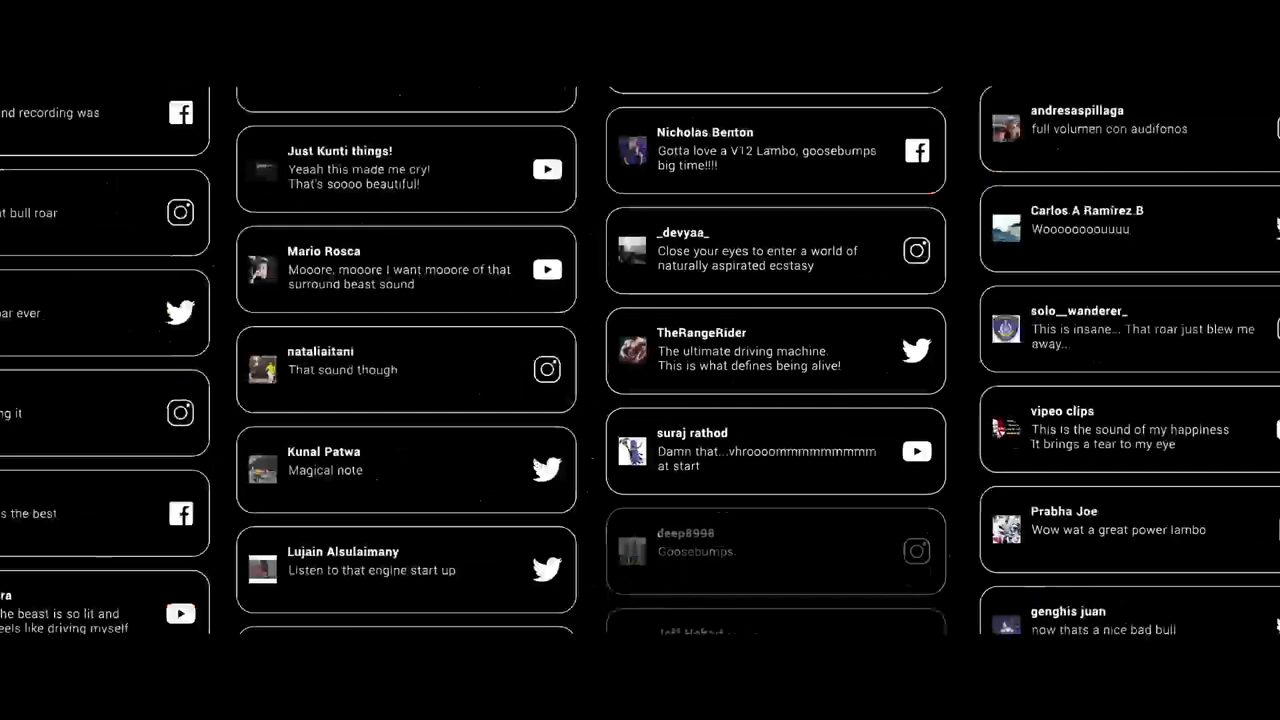 nd recording was
t bull roar
ar ever
ng it
s the best
ra
he beast is so lit and
eels like driving myself
Just Kunti things!
Yeaah this made me cry!
That's soooo beautiful!
Mario Rosca
Mooore, mooore I want mooore of that
surround beast sound
nataliaitani
That sound though
Kunal Patwa
Magical note
Lujain Alsulaimany
Listen to that engine start up
Nicholas Benton
Gotta love a V12 Lambo, goosebumps
big time!!!!
_devyaa_
Close your eyes to enter a world of
naturally aspirated ecstasy
TheRangeRider
The ultimate driving machine.
This is what defines being alive!
suraj rathod
Damn that...vhroooommmmmmmmm
at start
deep8998
Goosebumps.
andresaspillaga
full volumen con audifonos
Carlos A Ramírez B
Wooooooouuuu
solo__wanderer_
This is insane... That roar just blew me
away...
vipeo clips
This is the sound of my happiness
It brings a tear to my eye
Prabha Joe
Wow wat a great power lambo
genghis juan
now thats a nice bad bull